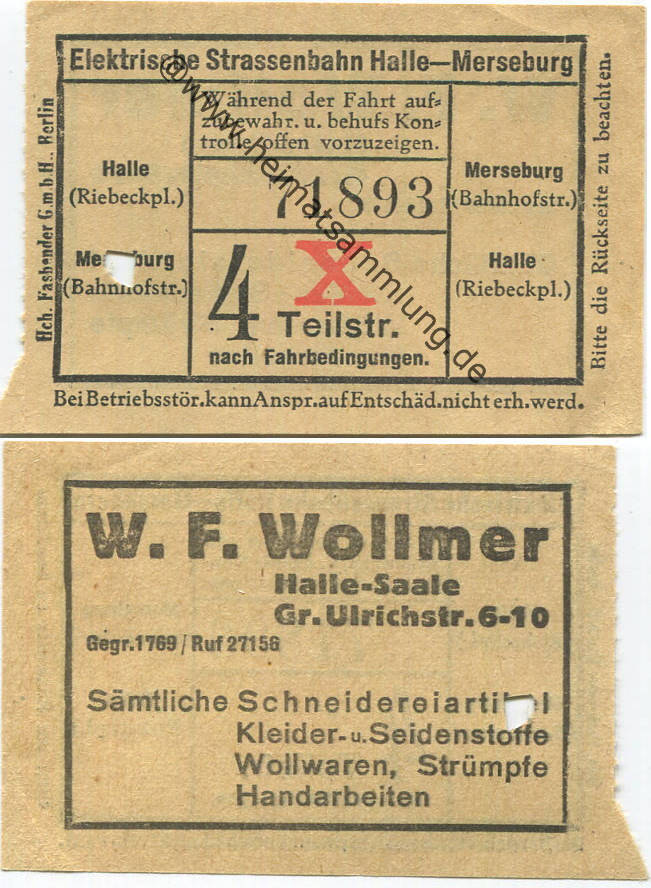 Elektrische Strassenbahn Halle—Merseburg
Während der Fahrt auf-
zubewahr. u. behufs Kon-
trolle offen vorzuzeigen.
Halle
(Riebeckpl.)
Merseburg
(Bahnhofstr.)
71893
4 X
Teilstr.
nach Fahrbedingungen.
Merseburg
(Bahnhofstr.)
Halle
(Riebeckpl.)
Hch. Fasbender G.m.b.H., Berlin
Bitte die Rückseite zu beachten.
Bei Betriebsstör. kann Anspr. auf Entschäd. nicht erh. werd.
@www.heimatsammlung.de
W. F. Wollmer
Halle-Saale
Gr. Ulrichstr. 6-10
Gegr. 1769 / Ruf 27156
Sämtliche Schneidereiartikel
Kleider- u. Seidenstoffe
Wollwaren, Strümpfe
Handarbeiten